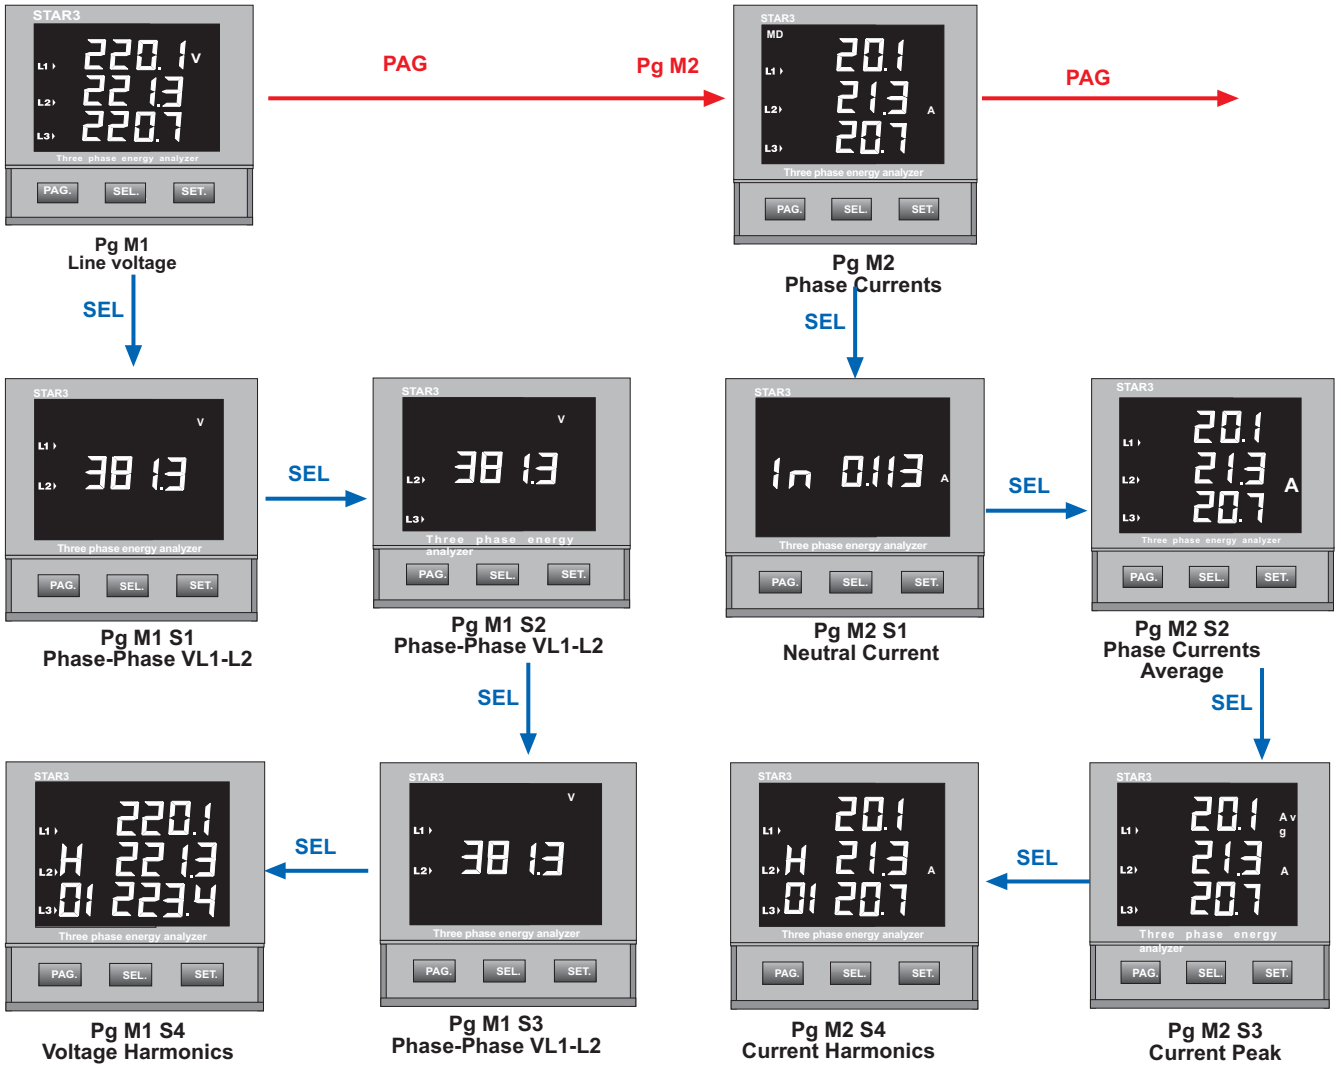 STAR3
220.1 V
L1
221.3
L2
220.7
L3
Three phase energy analyzer
PAG. SEL. SET.
Pg M1
Line voltage
PAG
Pg M2
STAR3
MD
20.1
L1
21.3
L2 A
20.7
L3
Three phase energy analyzer
PAG. SEL. SET.
Pg M2
Phase Currents
PAG
SEL
SEL
STAR3
V
L1
381.3
L2
Three phase energy analyzer
PAG. SEL. SET.
Pg M1 S1
Phase-Phase VL1-L2
SEL
STAR3
V
381.3
L2
L3
Three phase energy
analyzer
PAG. SEL. SET.
Pg M1 S2
Phase-Phase VL1-L2
STAR3
In 0.113 A
Three phase energy analyzer
PAG. SEL. SET.
Pg M2 S1
Neutral Current
SEL
STAR3
20.1
L1
21.3
L2 A
20.7
L3
Three phase energy analyzer
PAG. SEL. SET.
Pg M2 S2
Phase Currents
Average
SEL
SEL
STAR3
220.1
L1
H 221.3
L2
01 223.4
L3
Three phase energy analyzer
PAG. SEL. SET.
Pg M1 S4
Voltage Harmonics
SEL
STAR3
V
L1
381.3
L2
Three phase energy analyzer
PAG. SEL. SET.
Pg M1 S3
Phase-Phase VL1-L2
STAR3
20.1
L1
H 21.3
L2 A
01 20.7
L3
Three phase energy analyzer
PAG. SEL. SET.
Pg M2 S4
Current Harmonics
SEL
STAR3
20.1 A v
g
L1
21.3
L2 A
20.7
L3
Three phase energy
analyzer
PAG. SEL. SET.
Pg M2 S3
Current Peak